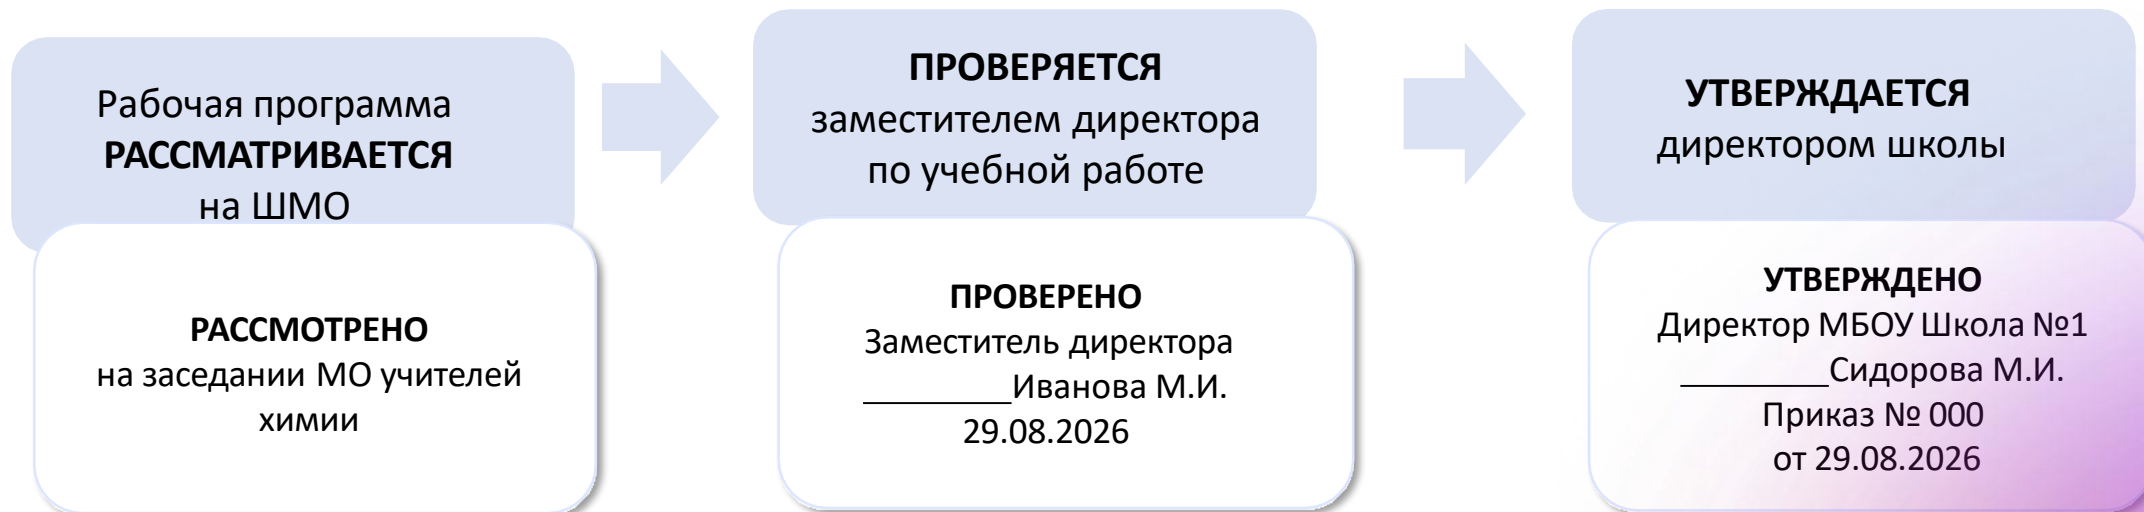 Рабочая программа
РАССМАТРИВАЕТСЯ
на ШМО
РАССМОТРЕНО
на заседании МО учителей
химии
ПРОВЕРЯЕТСЯ
заместителем директора
по учебной работе
ПРОВЕРЕНО
Заместитель директора
________Иванова М.И.
29.08.2026
УТВЕРЖДАЕТСЯ
директором школы
УТВЕРЖДЕНО
Директор МБОУ Школа №1
________Сидорова М.И.
Приказ № 000
от 29.08.2026